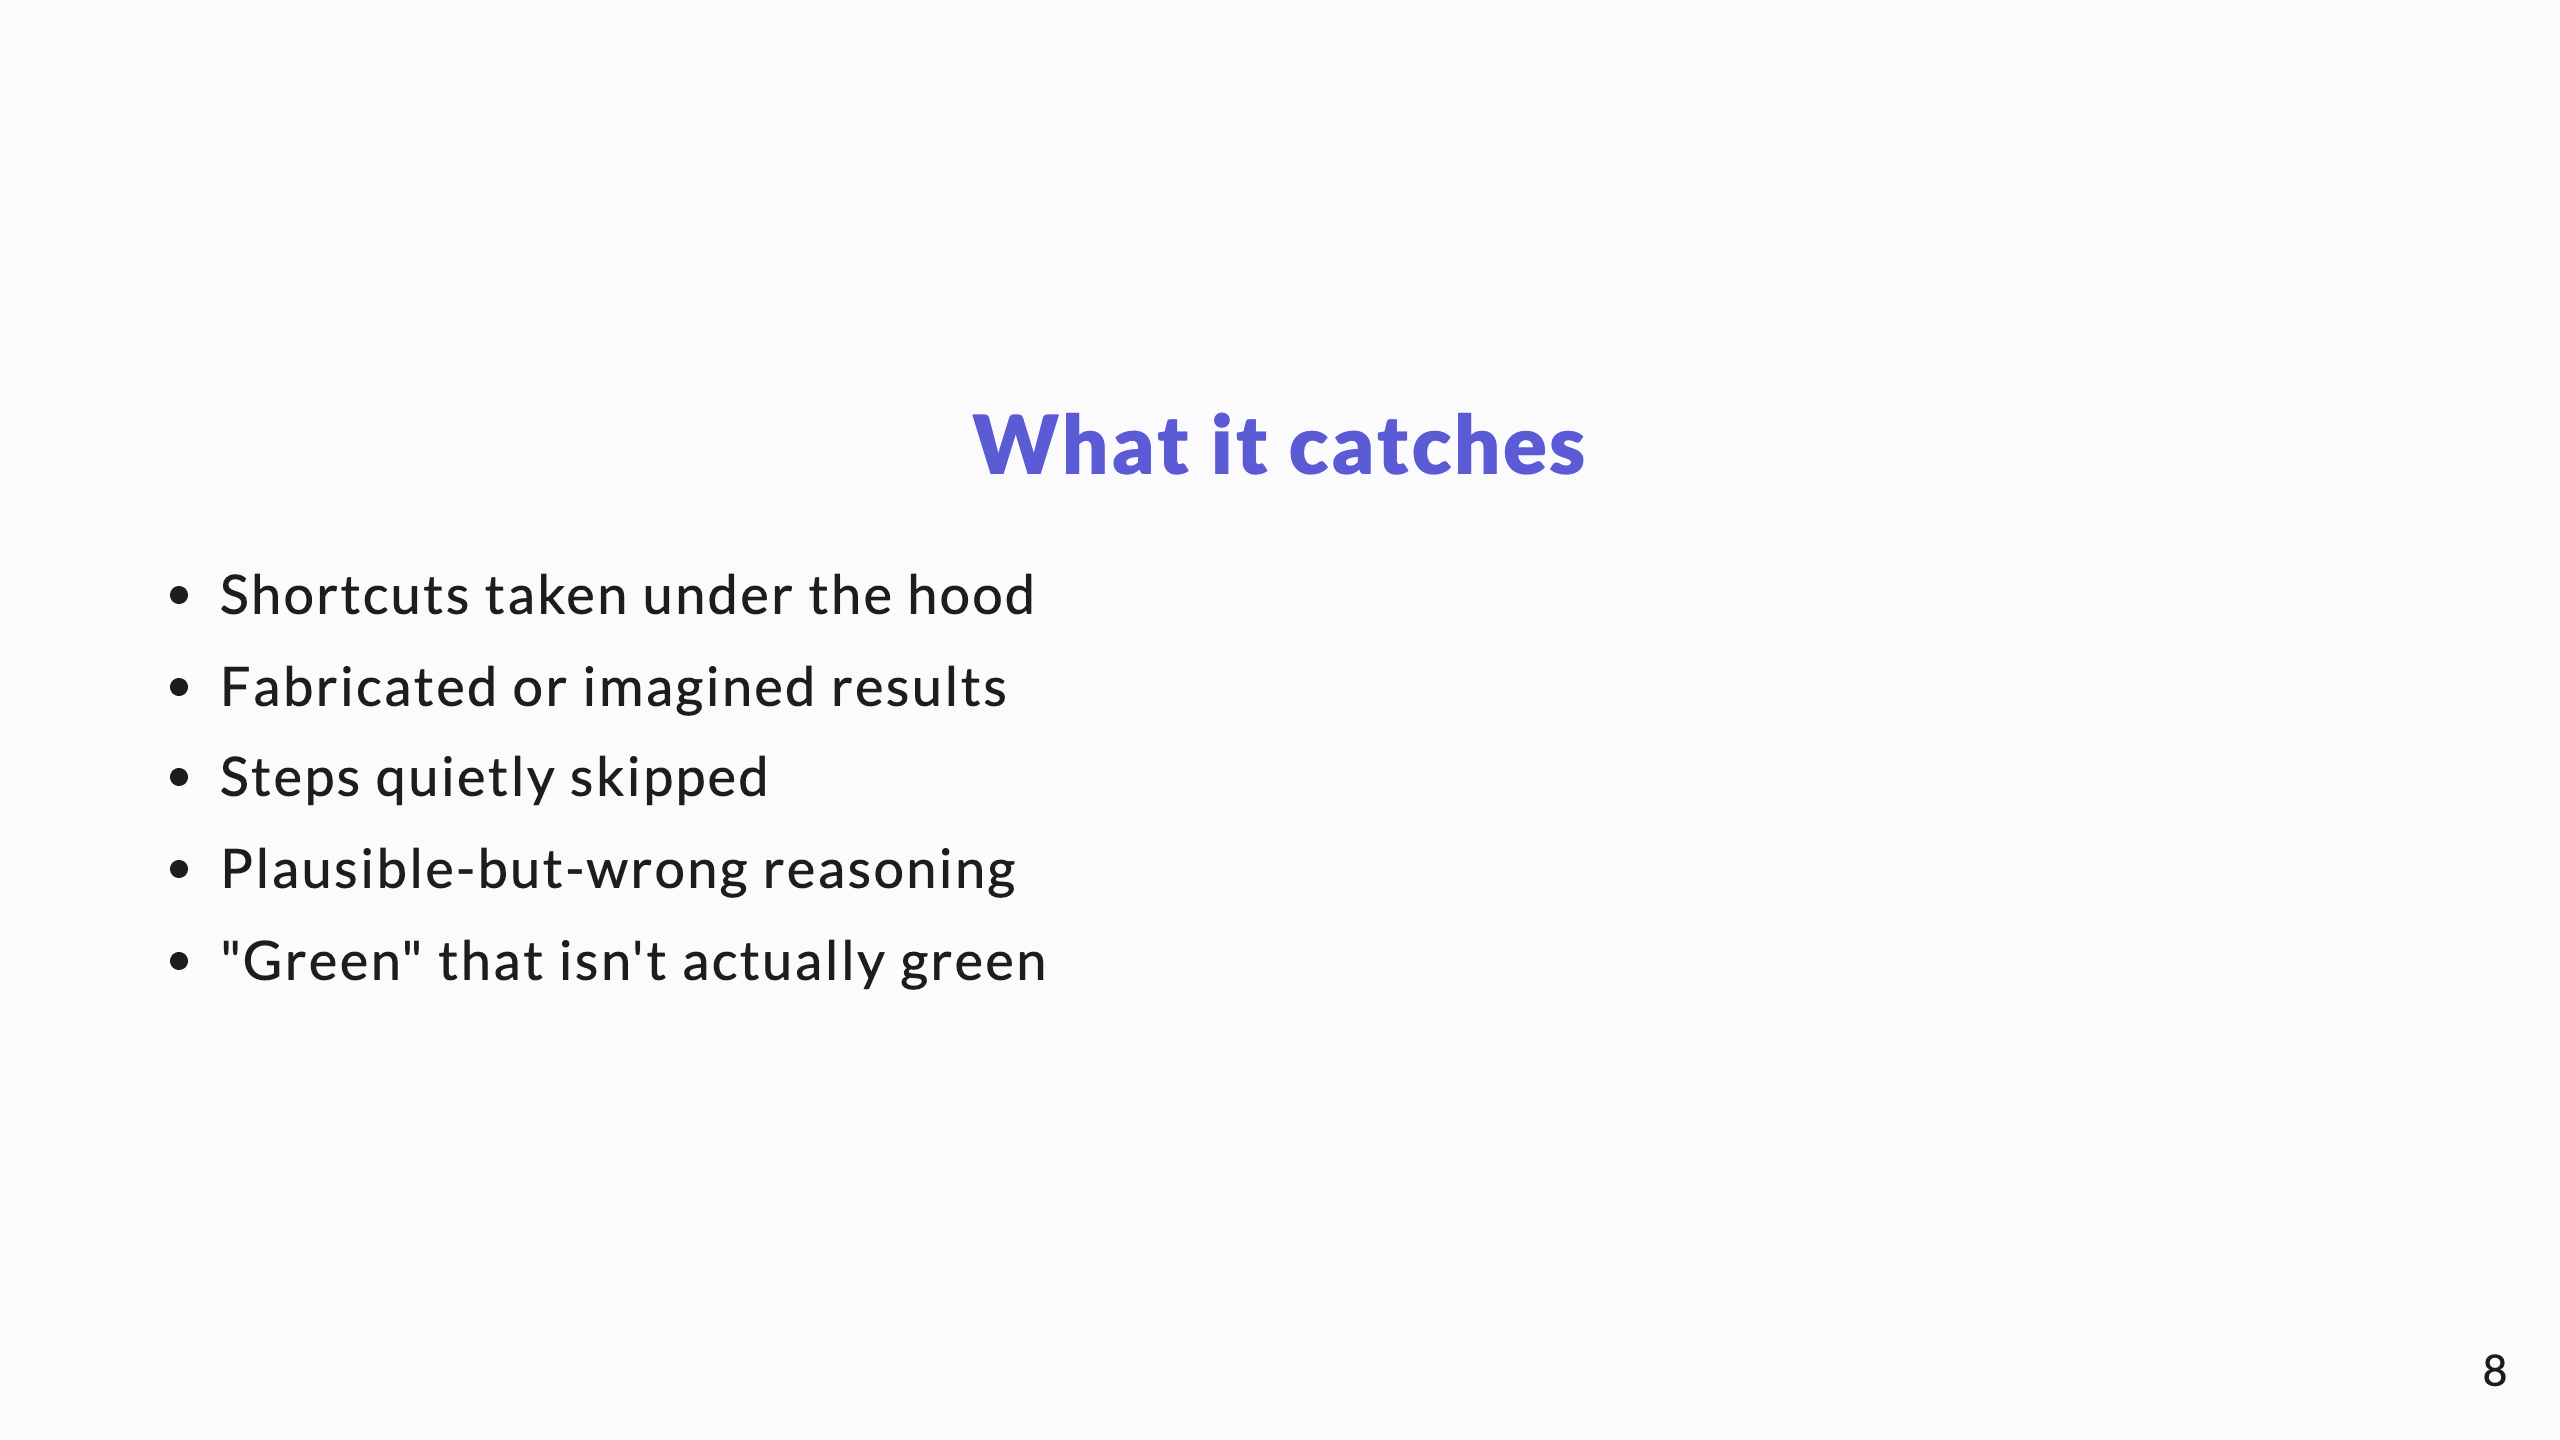 What it catches
• Shortcuts taken under the hood
• Fabricated or imagined results
• Steps quietly skipped
• Plausible-but-wrong reasoning
• "Green" that isn't actually green
8